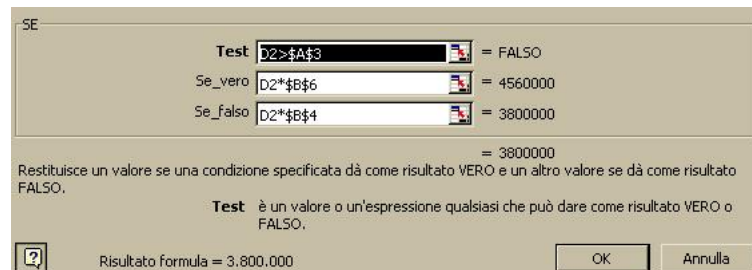 SE
Test D2>$A$3 = FALSO
Se_vero D2*$B$6 = 4560000
Se_falso D2*$B$4 = 3800000
= 3800000
Restituisce un valore se una condizione specificata dà come risultato VERO e un altro valore se dà come risultato
FALSO.
Test è un valore o un'espressione qualsiasi che può dare come risultato VERO o
FALSO.
? Risultato formula = 3.800.000 OK Annulla